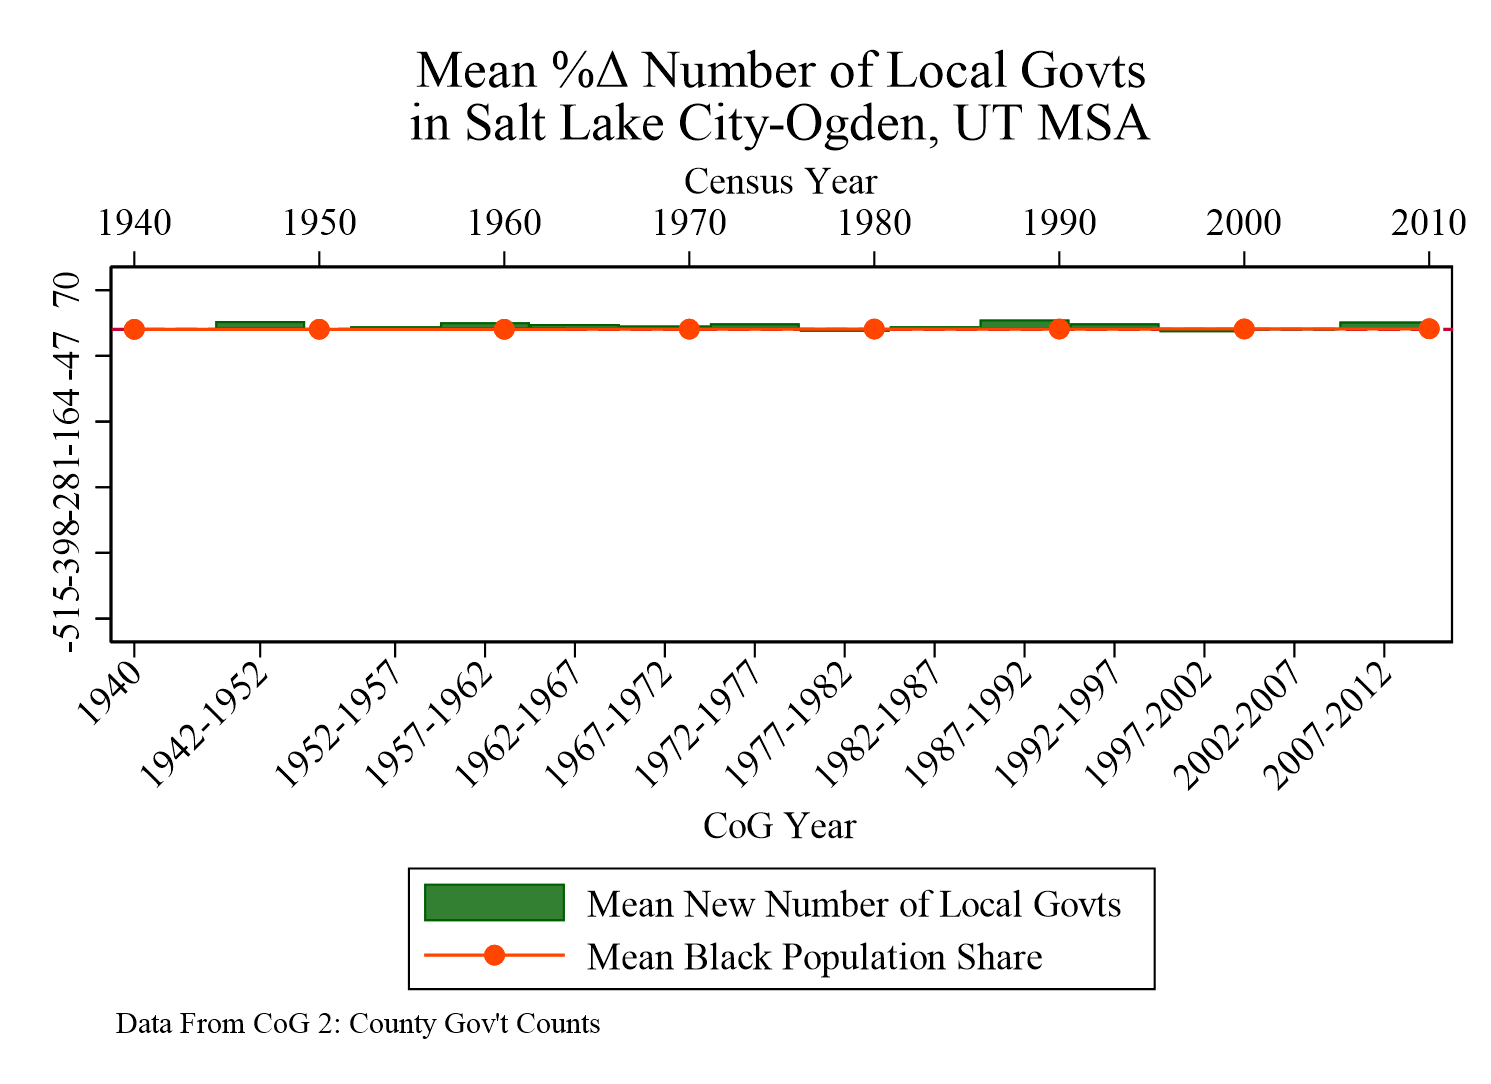 Mean %Δ Number of Local Govts
in Salt Lake City-Ogden, UT MSA
Census Year
1940 1950 1960 1970 1980 1990 2000 2010
70
-47
-164
-281
-398
-515
1940 1942-1952 1952-1957 1957-1962 1962-1967 1967-1972 1972-1977 1977-1982 1982-1987 1987-1992 1992-1997 1997-2002 2002-2007 2007-2012
CoG Year
Mean New Number of Local Govts
Mean Black Population Share
Data From CoG 2: County Gov't Counts